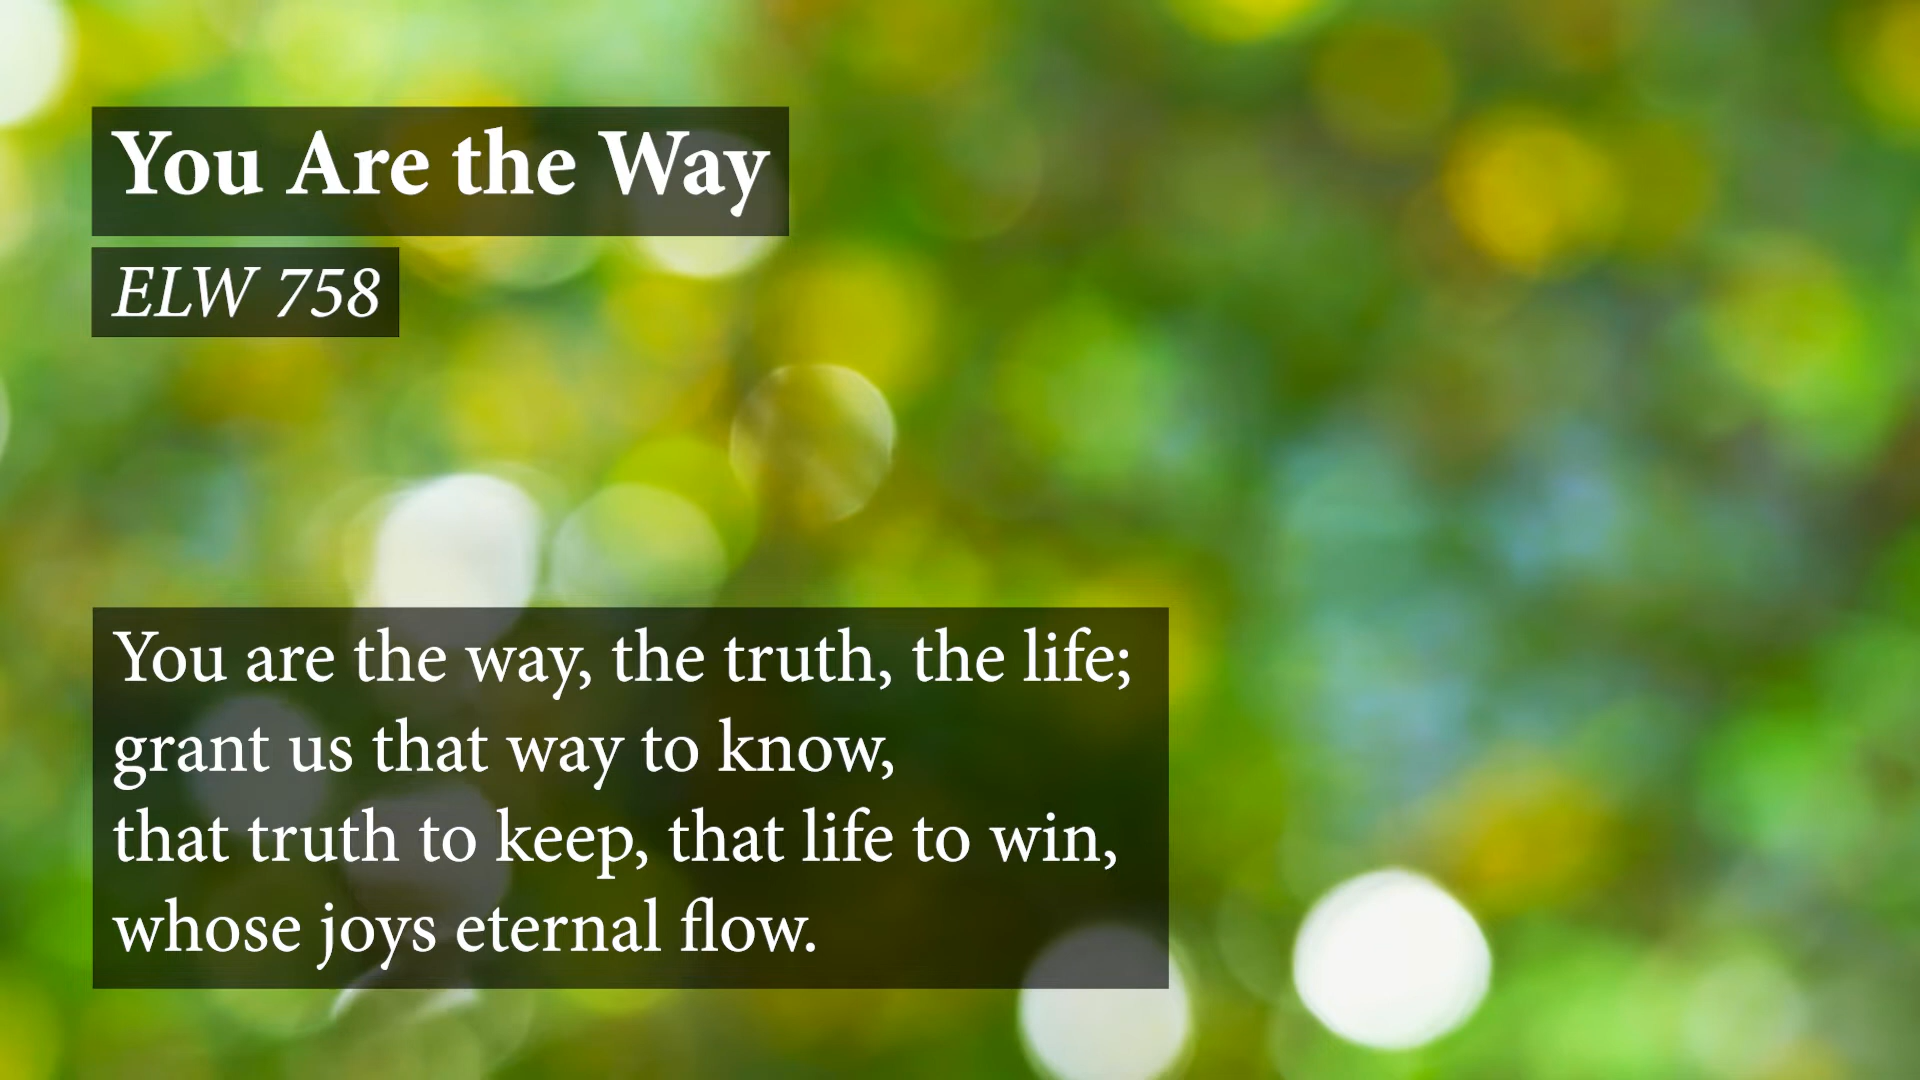 You Are the Way
ELW 758
You are the way, the truth, the life;
grant us that way to know,
that truth to keep, that life to win,
whose joys eternal flow.